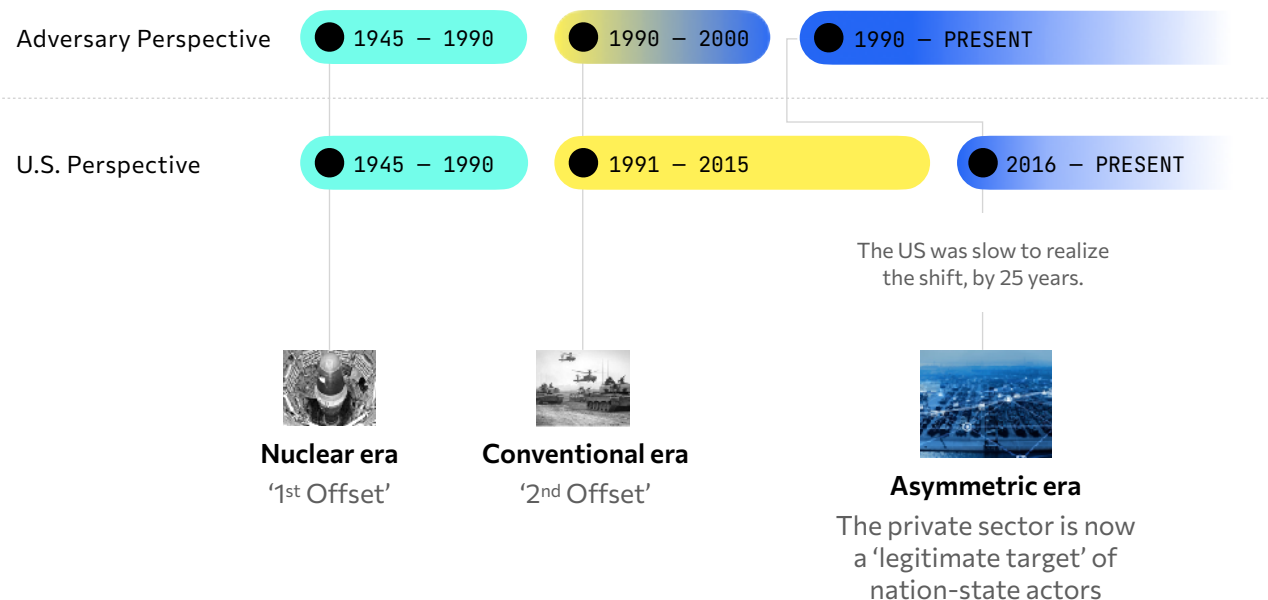 Adversary Perspective
1945 — 1990
1990 — 2000
1990 — PRESENT
U.S. Perspective
1945 — 1990
1991 — 2015
2016 — PRESENT
The US was slow to realize
the shift, by 25 years.
Nuclear era
‘1st Offset’
Conventional era
‘2nd Offset’
Asymmetric era
The private sector is now
a ‘legitimate target’ of
nation-state actors